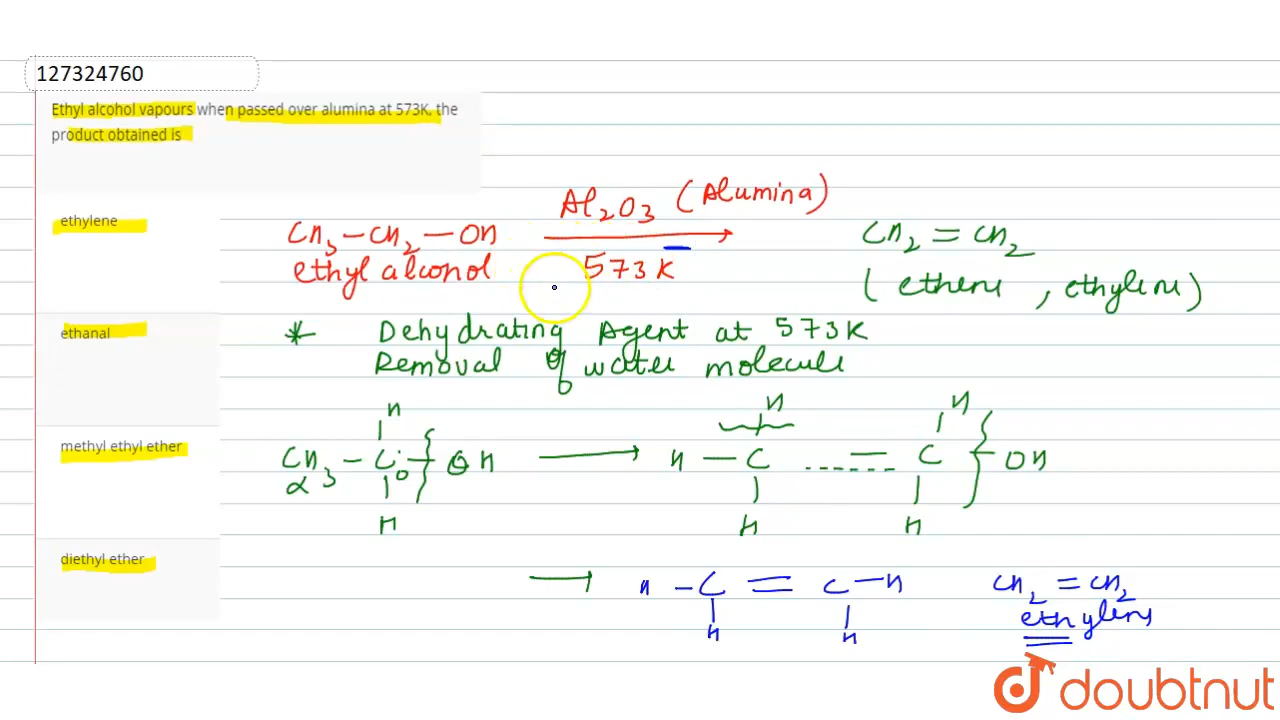 127324760
Ethyl alcohol vapours when passed over alumina at 573K, the
product obtained is
ethylene
ethanal
methyl ethyl ether
diethyl ether
CH3 – CH2 – OH
Al2O3 (Alumina)
573 K
CH2 = CH2
ethyl alcohol
(ethene, ethylene)
* Dehydrating Agent at 573K
Removal of water molecule
H
CH3 – C – OH
α
H
H H
H – C = C OH
H H
H – C = C – H
H H
CH2 = CH2
ethylene
doubtnut